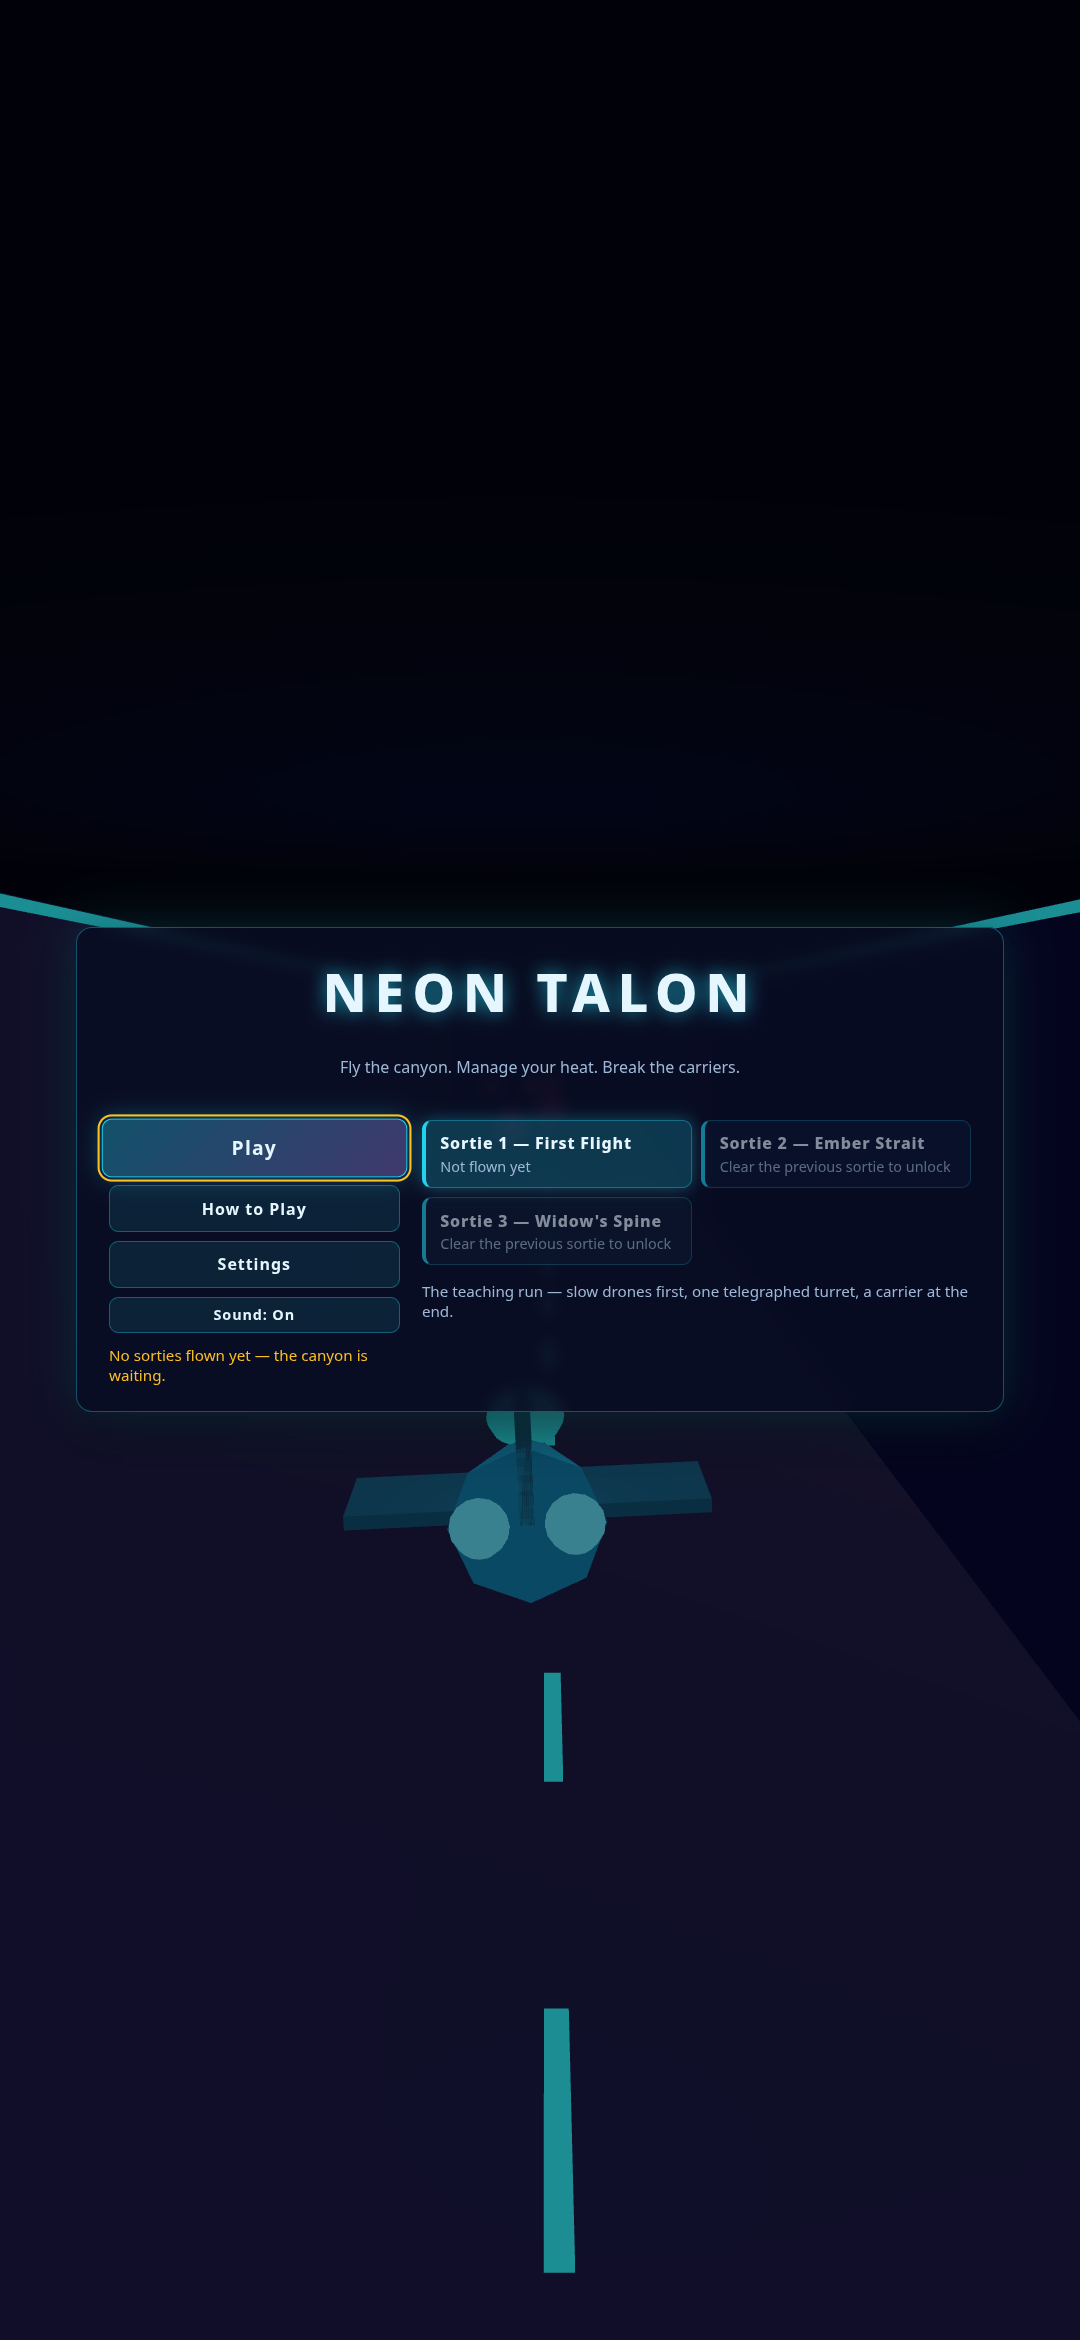 NEON TALON
Fly the canyon. Manage your heat. Break the carriers.
Play
How to Play
Settings
Sound: On
No sorties flown yet — the canyon is
waiting.
Sortie 1 — First Flight
Not flown yet
Sortie 2 — Ember Strait
Clear the previous sortie to unlock
Sortie 3 — Widow's Spine
Clear the previous sortie to unlock
The teaching run — slow drones first, one telegraphed turret, a carrier at the
end.